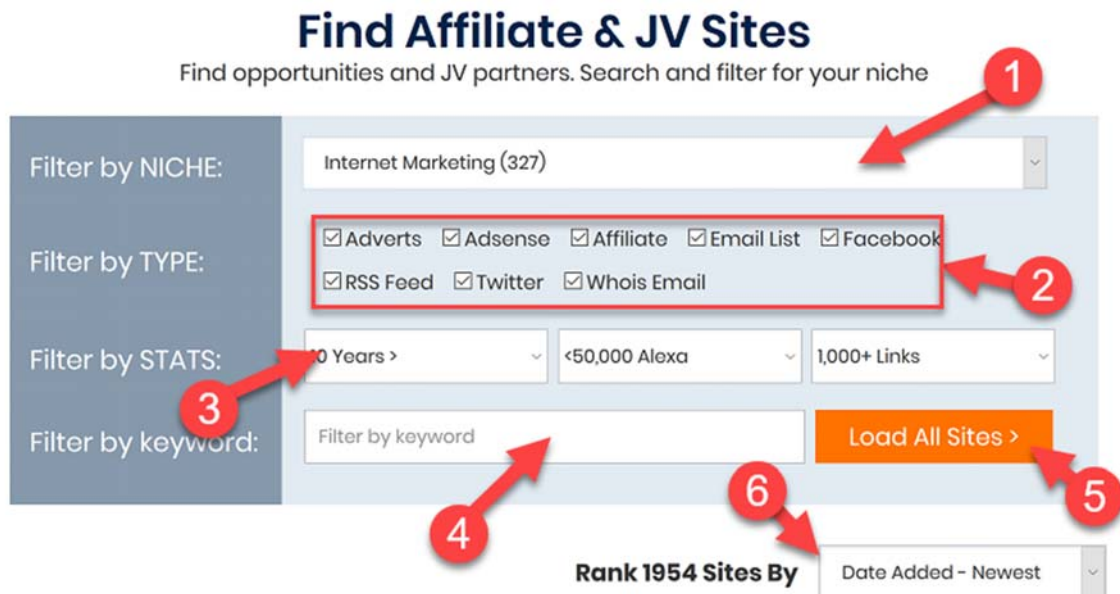 Find Affiliate & JV Sites
Find opportunities and JV partners. Search and filter for your niche
1
Filter by NICHE:
Internet Marketing (327)
Filter by TYPE:
Adverts Adsense Affiliate Email List Facebook
RSS Feed Twitter Whois Email
2
Filter by STATS:
10 Years > <50,000 Alexa 1,000+ Links
3
Filter by keyword:
Filter by keyword
Load All Sites >
4
5
6
Rank 1954 Sites By
Date Added - Newest